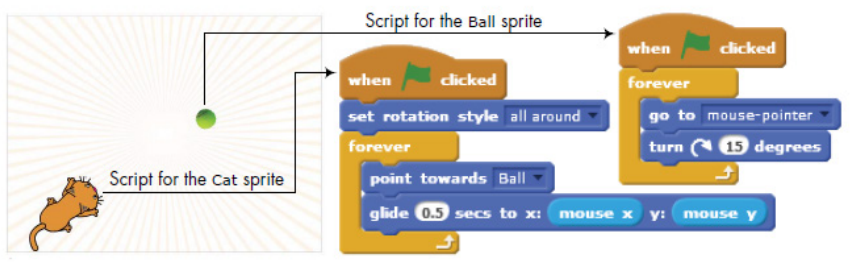 Script for the Ball sprite
when clicked
forever
go to mouse-pointer
turn 15 degrees
Script for the Cat sprite
when clicked
set rotation style all around
forever
point towards Ball
glide 0.5 secs to x: mouse x y: mouse y